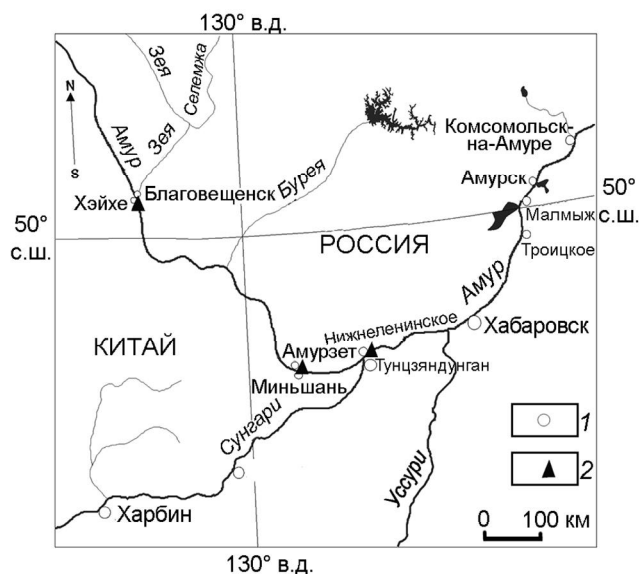 130° в.д.
Зея
Селемжа
N
S
Амур
Зея
Комсомольск-
на-Амуре
Бурея
Амурск
Благовещенск
Хэйхе
50°
с.ш.
50°
с.ш.
Малмыж
РОССИЯ
Троицкое
Амур
Нижнеленинское
Хабаровск
КИТАЙ
Амурзет
Тунцзяндунган
Миньшань
Сунгари
Уссури
1
2
Харбин
0 100 км
130° в.д.